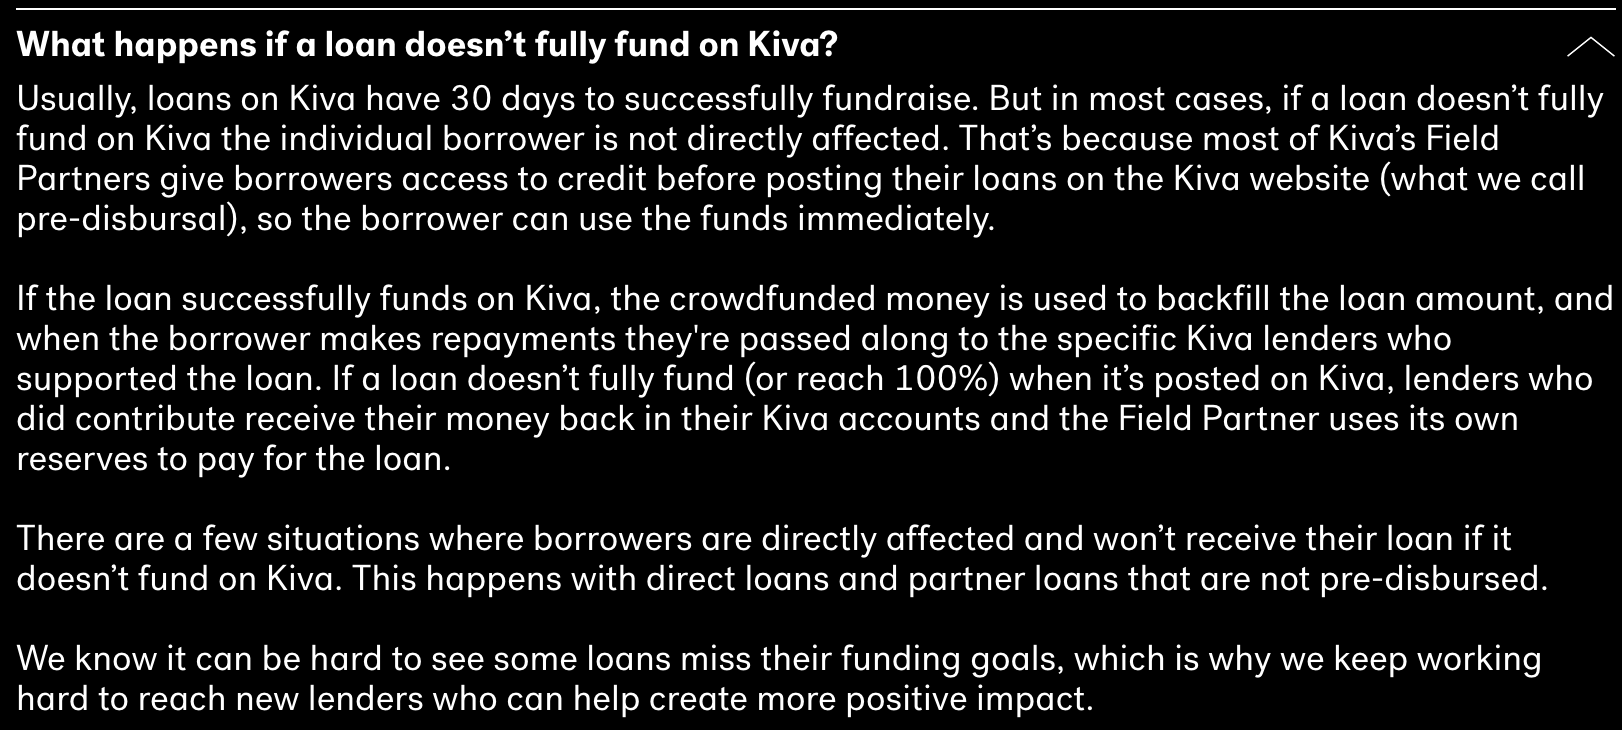 What happens if a loan doesn’t fully fund on Kiva?
Usually, loans on Kiva have 30 days to successfully fundraise. But in most cases, if a loan doesn’t fully
fund on Kiva the individual borrower is not directly affected. That’s because most of Kiva’s Field
Partners give borrowers access to credit before posting their loans on the Kiva website (what we call
pre-disbursal), so the borrower can use the funds immediately.
If the loan successfully funds on Kiva, the crowdfunded money is used to backfill the loan amount, and
when the borrower makes repayments they're passed along to the specific Kiva lenders who
supported the loan. If a loan doesn’t fully fund (or reach 100%) when it’s posted on Kiva, lenders who
did contribute receive their money back in their Kiva accounts and the Field Partner uses its own
reserves to pay for the loan.
There are a few situations where borrowers are directly affected and won’t receive their loan if it
doesn’t fund on Kiva. This happens with direct loans and partner loans that are not pre-disbursed.
We know it can be hard to see some loans miss their funding goals, which is why we keep working
hard to reach new lenders who can help create more positive impact.